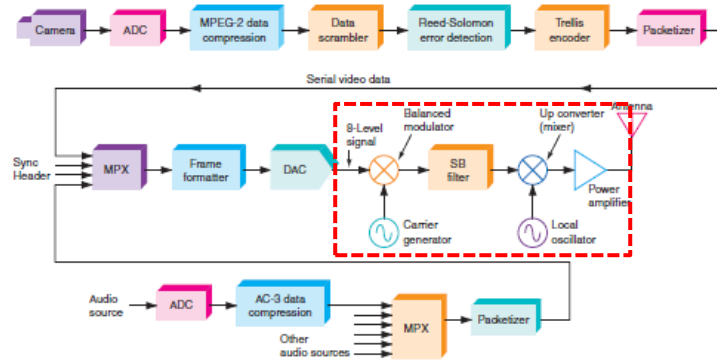 Camera
ADC
MPEG-2 data
compression
Data
scrambler
Reed-Solomon
error detection
Trellis
encoder
Packetizer
Serial video data
Antenna
Sync
Header
MPX
Frame
formatter
DAC
8-Level
signal
Balanced
modulator
SB
filter
Up converter
(mixer)
Power
amplifier
Carrier
generator
Local
oscillator
Audio
source
ADC
AC-3 data
compression
Other
audio sources
MPX
Packetizer